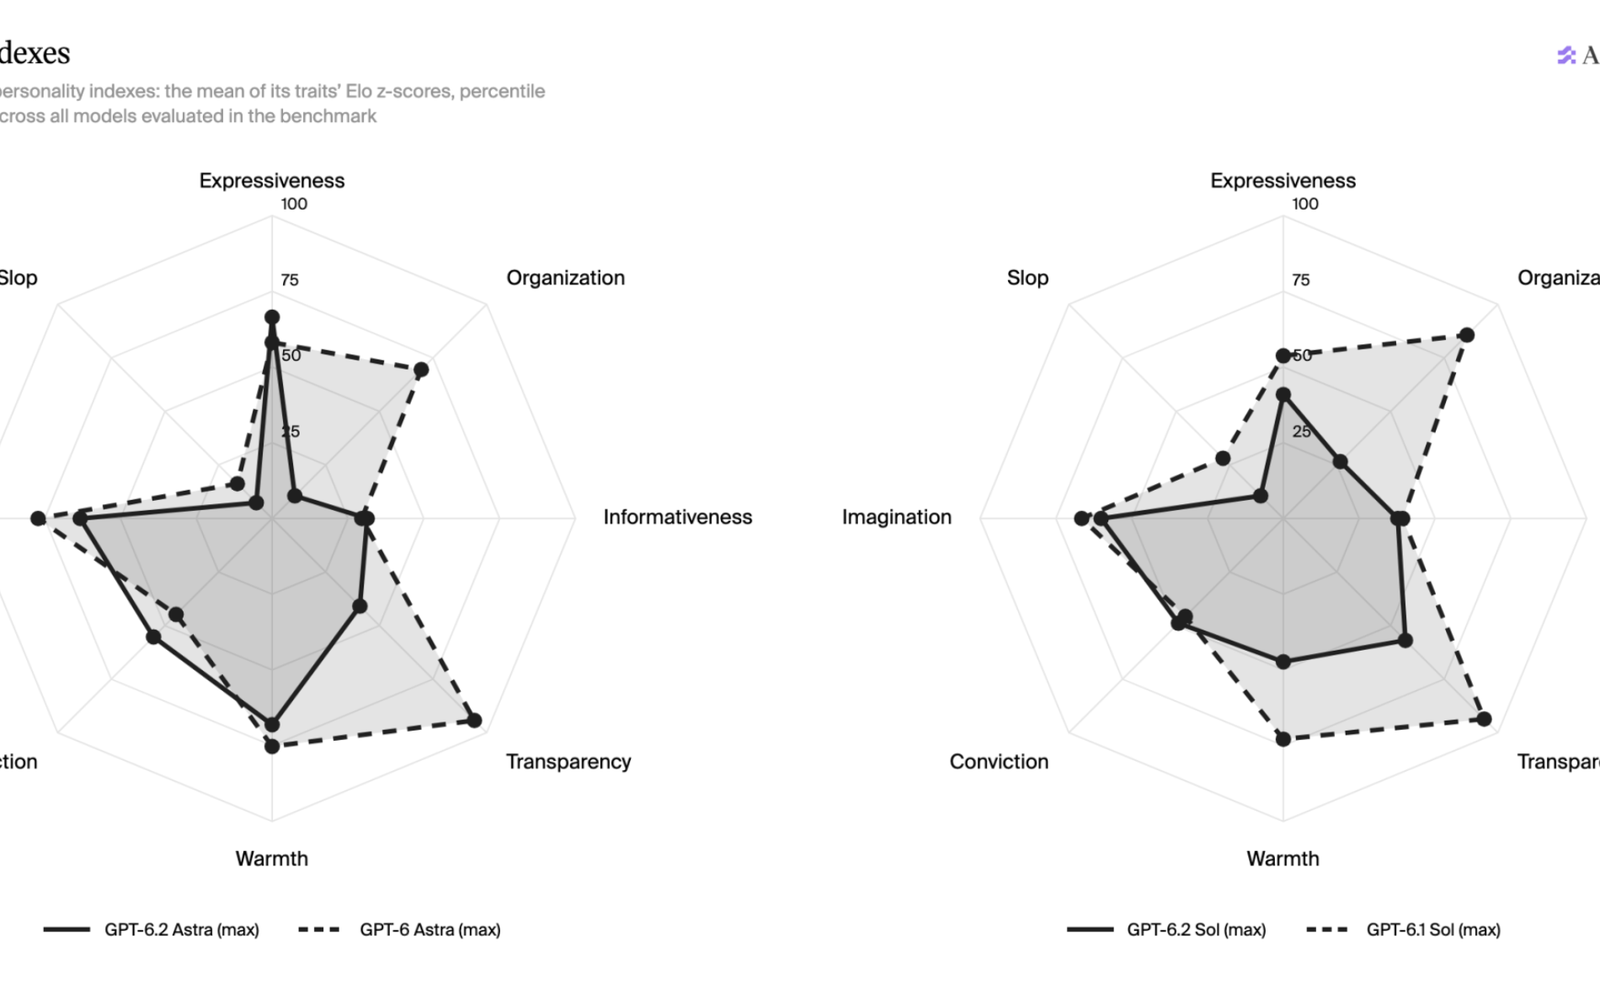 dexes
A
ersonality indexes: the mean of its traits’ Elo z-scores, percentile
cross all models evaluated in the benchmark
Expressiveness
100
75
50
25
Slop
Organization
Informativeness
ction
Transparency
Warmth
GPT-6.2 Astra (max)
GPT-6 Astra (max)
Expressiveness
100
75
50
25
Slop
Organiza
Imagination
Conviction
Transpar
Warmth
GPT-6.2 Sol (max)
GPT-6.1 Sol (max)